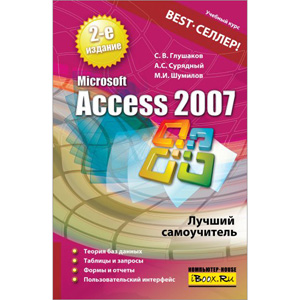 Учебный курс
BEST-СЕЛЛЕР!
2-е
издание
С. В. Глушаков
А.С. Сурядный
М.И. Шумилов
Microsoft
Access 2007
Лучший
самоучитель
Теория баз данных
Таблицы и запросы
Формы и отчеты
Пользовательский интерфейс
КОМПЬЮТЕР-HOUSE
iBOOK.RU